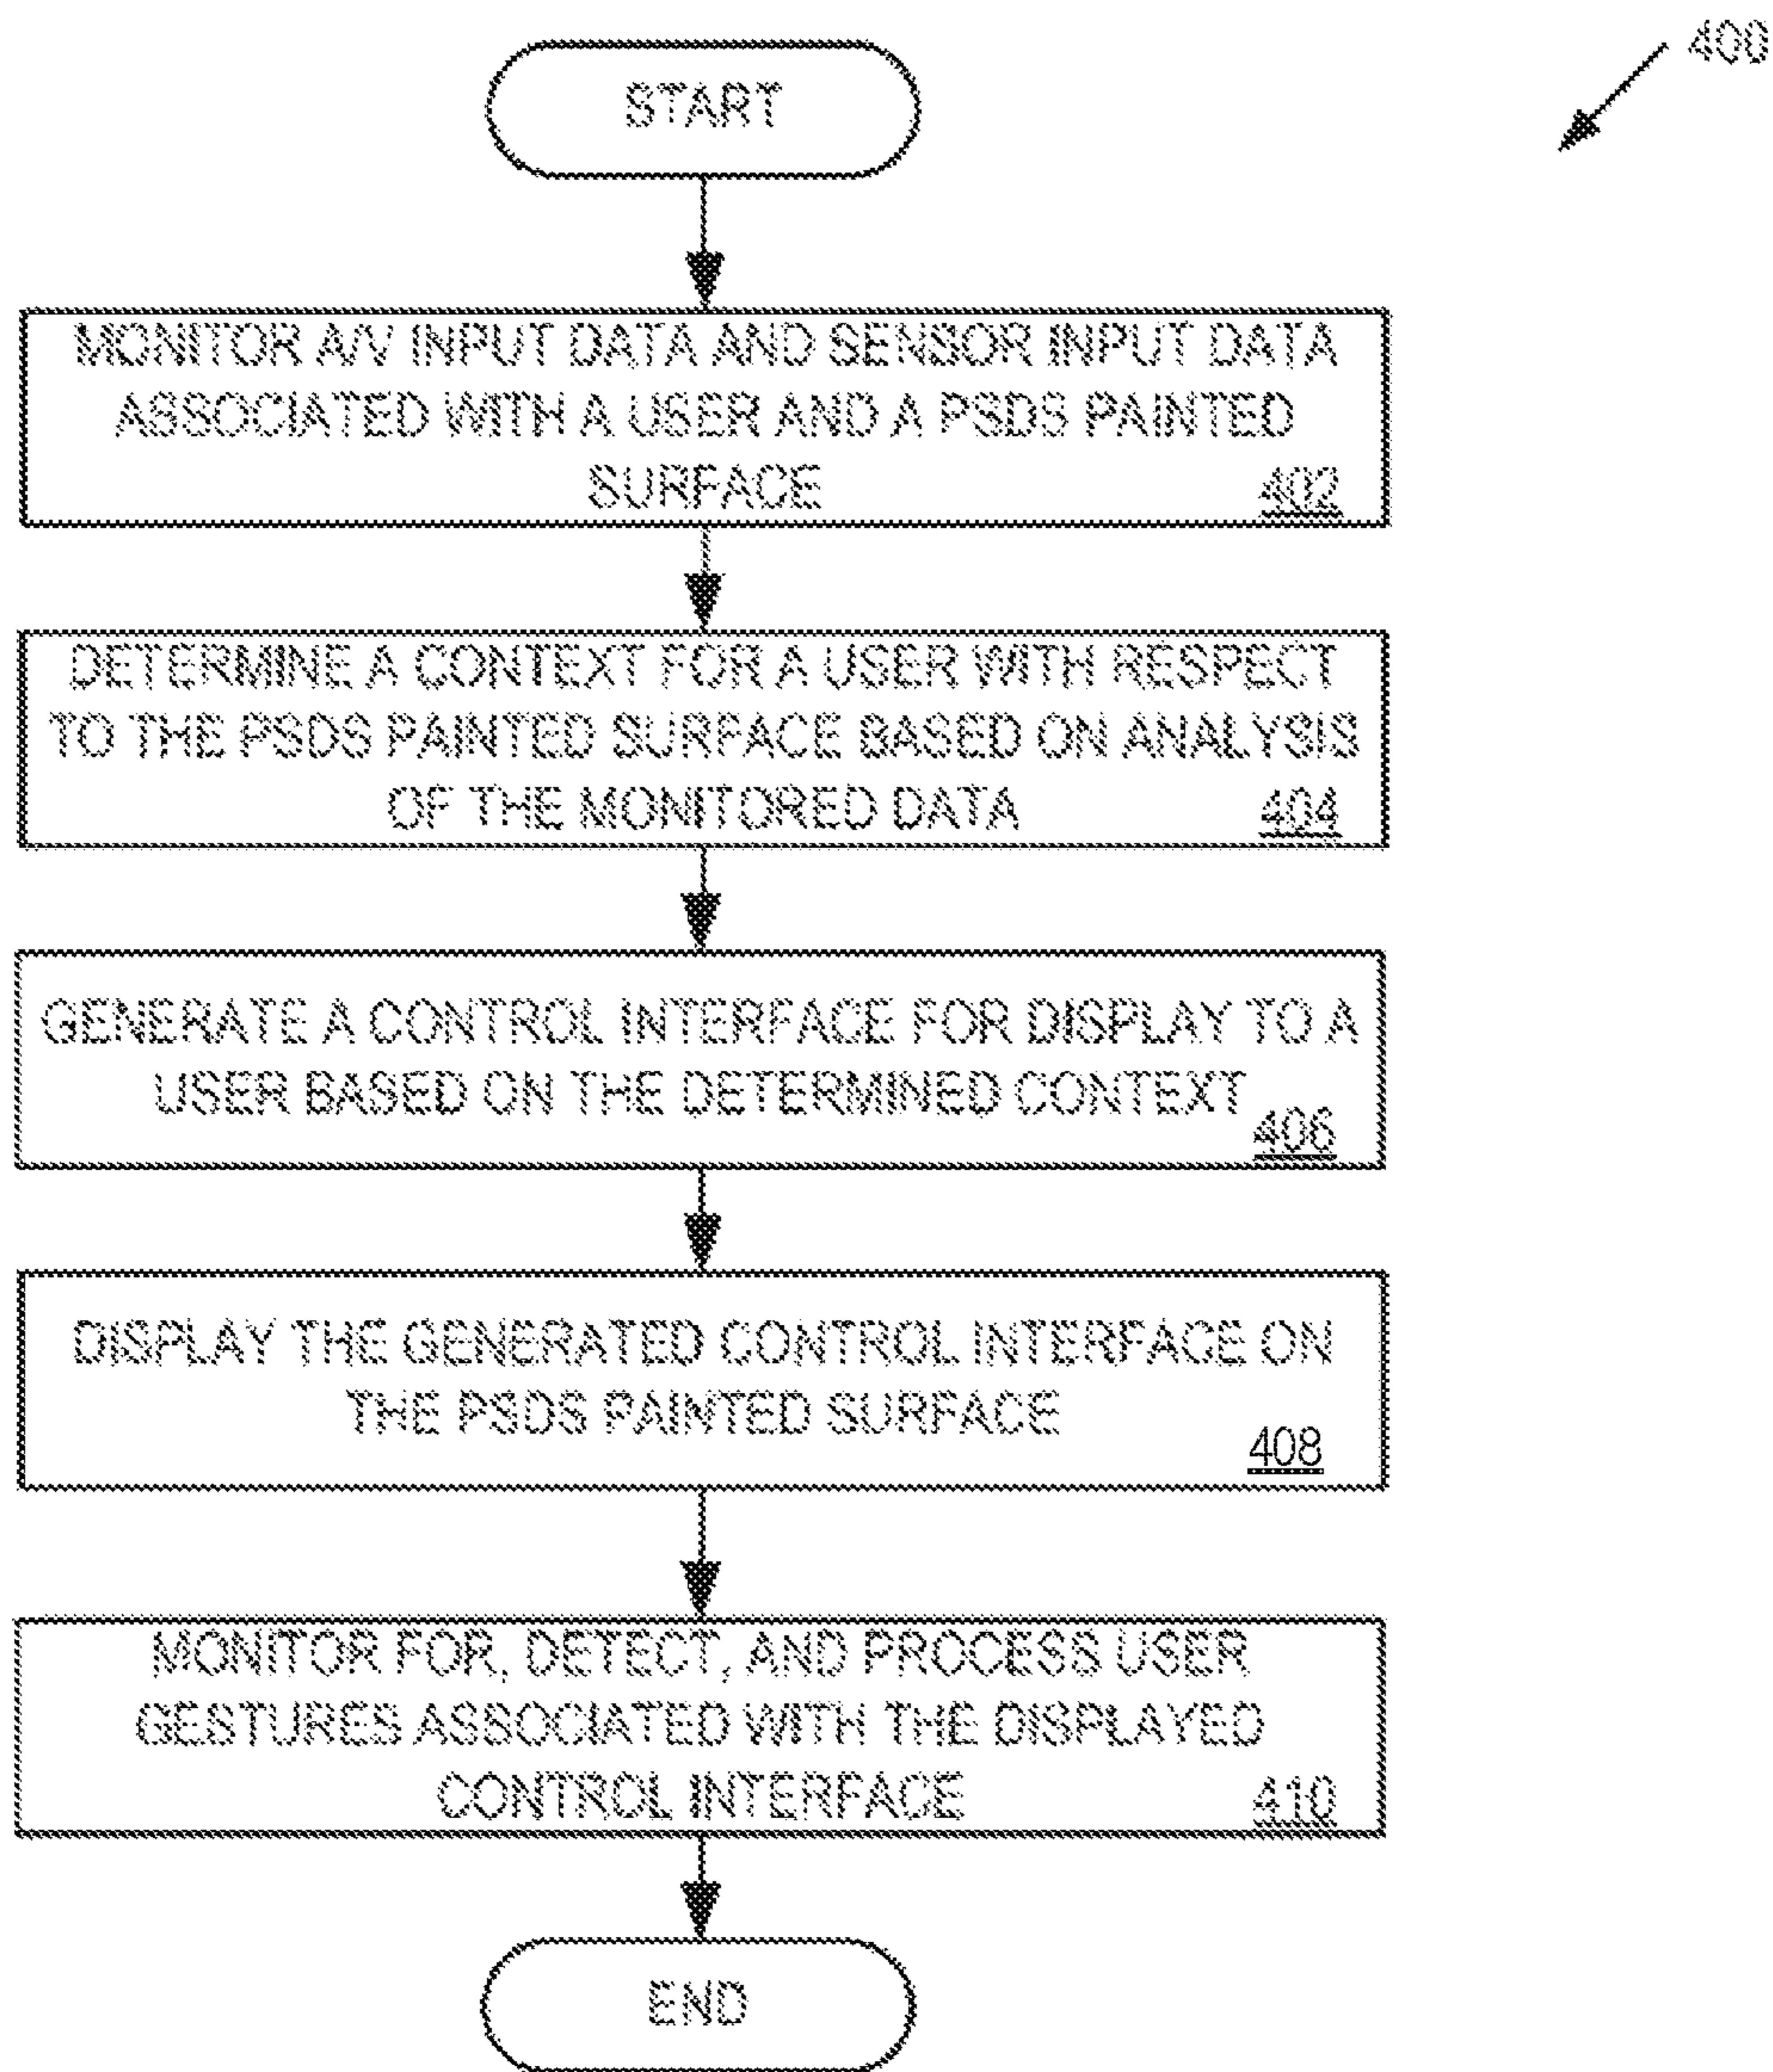 400
START
MONITOR A/V INPUT DATA AND SENSOR INPUT DATA
ASSOCIATED WITH A USER AND A PSDS PAINTED
SURFACE 402
DETERMINE A CONTEXT FOR A USER WITH RESPECT
TO THE PSDS PAINTED SURFACE BASED ON ANALYSIS
OF THE MONITORED DATA 404
GENERATE A CONTROL INTERFACE FOR DISPLAY TO A
USER BASED ON THE DETERMINED CONTEXT
406
DISPLAY THE GENERATED CONTROL INTERFACE ON
THE PSDS PAINTED SURFACE
408
MONITOR FOR, DETECT, AND PROCESS USER
GESTURES ASSOCIATED WITH THE DISPLAYED
CONTROL INTERFACE 410
END